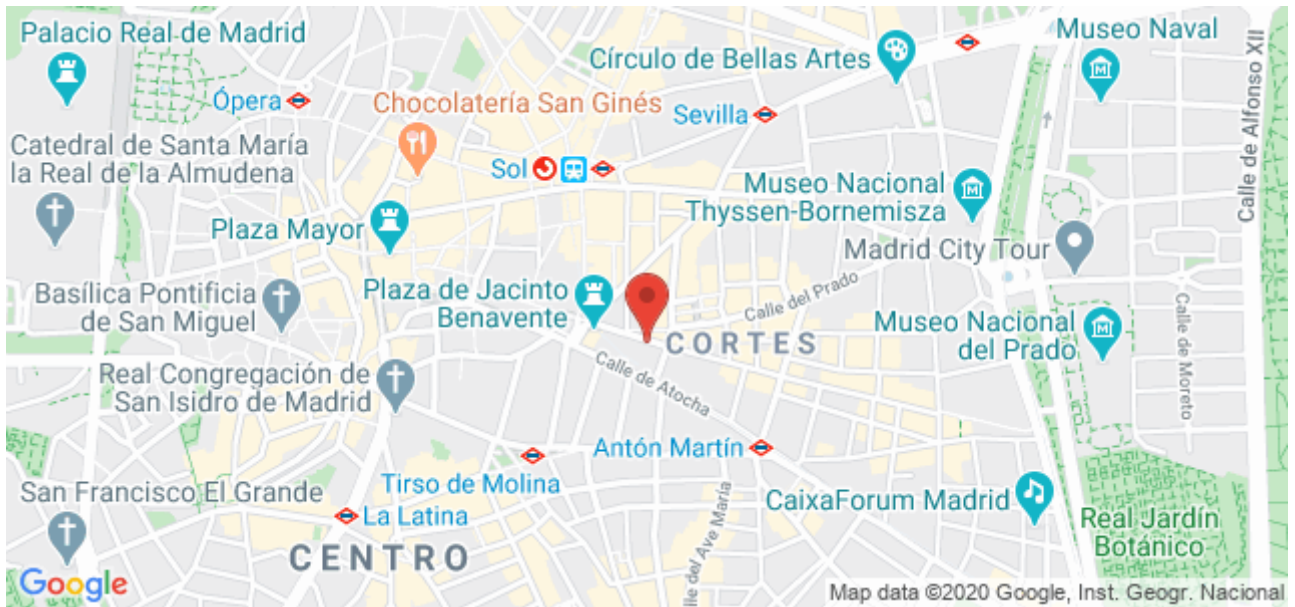 Palacio Real de Madrid
Círculo de Bellas Artes
Museo Naval
Calle de Alfonso XII
Ópera
Chocolatería San Ginés
Sevilla
Catedral de Santa María
la Real de la Almudena
Sol
Museo Nacional
Thyssen-Bornemisza
Plaza Mayor
Madrid City Tour
Basílica Pontificia
de San Miguel
Plaza de Jacinto
Benavente
Calle del Prado
Museo Nacional
del Prado
Calle de Moreto
CORTES
Real Congregación de
San Isidro de Madrid
Calle de Atocha
Antón Martín
Tirso de Molina
San Francisco El Grande
La Latina
CaixaForum Madrid
Real Jardín
Botánico
CENTRO
lle del Ave María
Google
Map data ©2020 Google, Inst. Geogr. Nacional